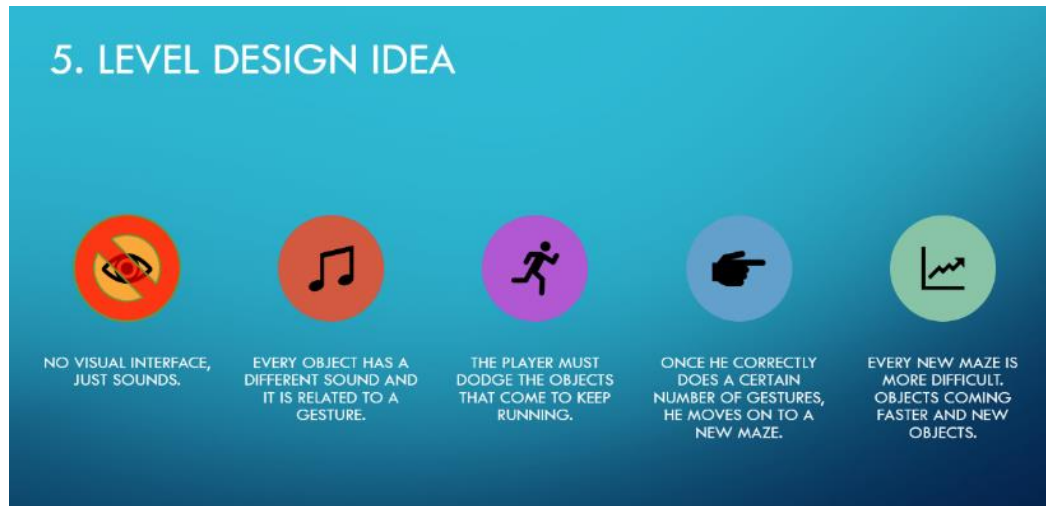 5. LEVEL DESIGN IDEA
NO VISUAL INTERFACE,
JUST SOUNDS.
EVERY OBJECT HAS A
DIFFERENT SOUND AND
IT IS RELATED TO A
GESTURE.
THE PLAYER MUST
DODGE THE OBJECTS
THAT COME TO KEEP
RUNNING.
ONCE HE CORRECTLY
DOES A CERTAIN
NUMBER OF GESTURES,
HE MOVES ON TO A
NEW MAZE.
EVERY NEW MAZE IS
MORE DIFFICULT.
OBJECTS COMING
FASTER AND NEW
OBJECTS.